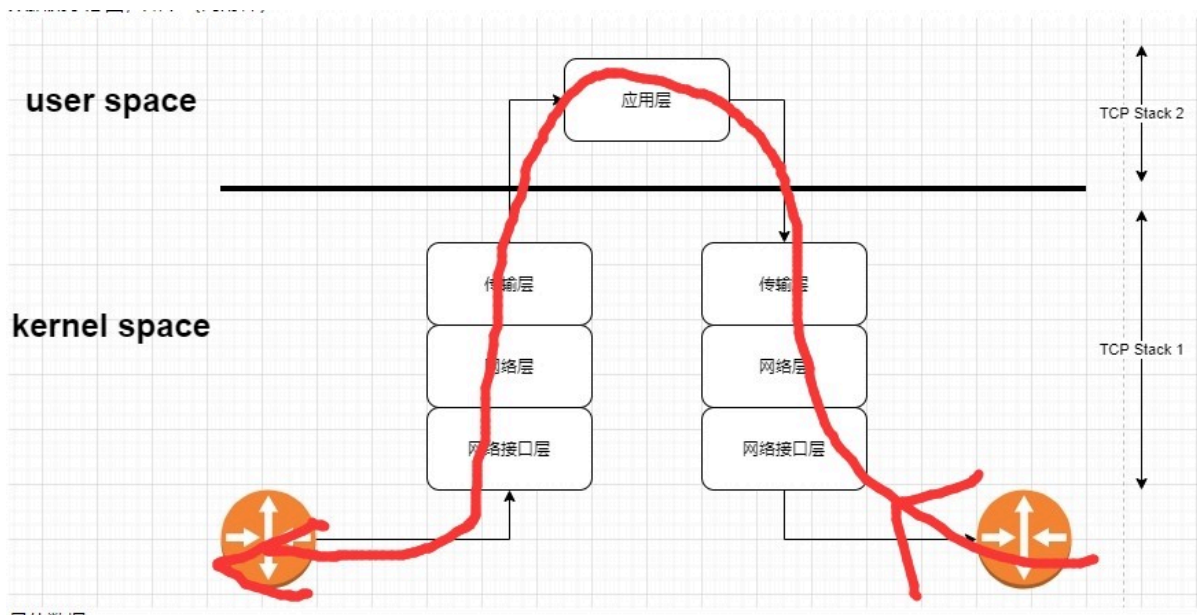 user space
应用层
TCP Stack 2
kernel space
传输层
传输层
网络层
网络层
TCP Stack 1
网络接口层
网络接口层